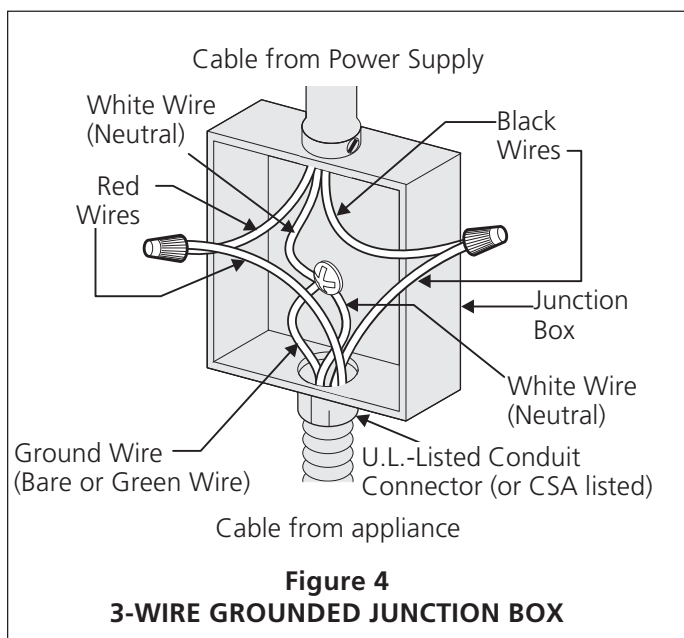 Cable from Power Supply
White Wire
(Neutral)
Black
Wires
Red
Wires
Junction
Box
White Wire
(Neutral)
Ground Wire
(Bare or Green Wire)
U.L.-Listed Conduit
Connector (or CSA listed)
Cable from appliance
Figure 4
3-WIRE GROUNDED JUNCTION BOX